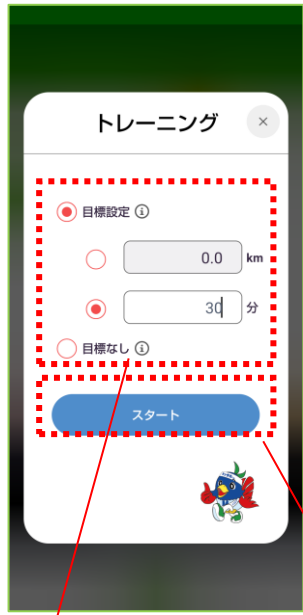 トレーニング ×
目標設定 ⓘ
0.0 km
30 分
目標なし ⓘ
スタート